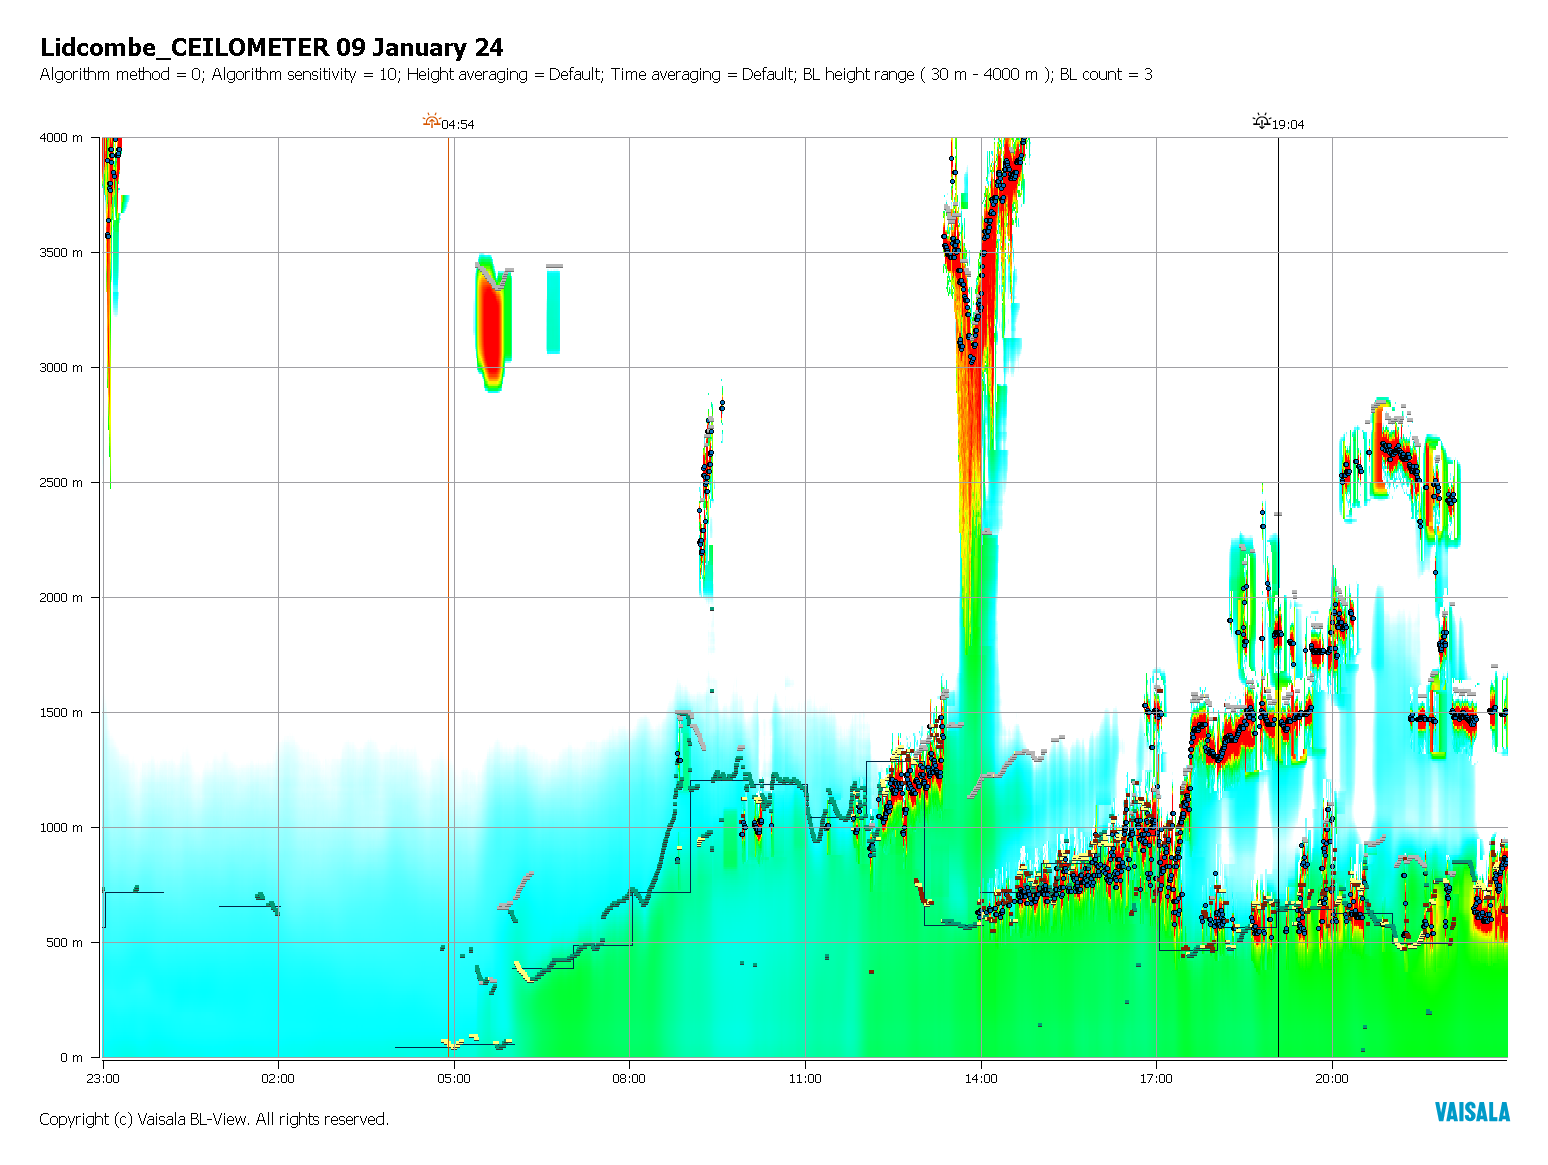 Lidcombe_CEILOMETER 09 January 24
Algorithm method = 0; Algorithm sensitivity = 10; Height averaging = Default; Time averaging = Default; BL height range ( 30 m - 4000 m ); BL count = 3
04:54 19:04
4000 m
3500 m
3000 m
2500 m
2000 m
1500 m
1000 m
500 m
0 m
23:00 02:00 05:00 08:00 11:00 14:00 17:00 20:00
Copyright (c) Vaisala BL-View. All rights reserved.
VAISALA